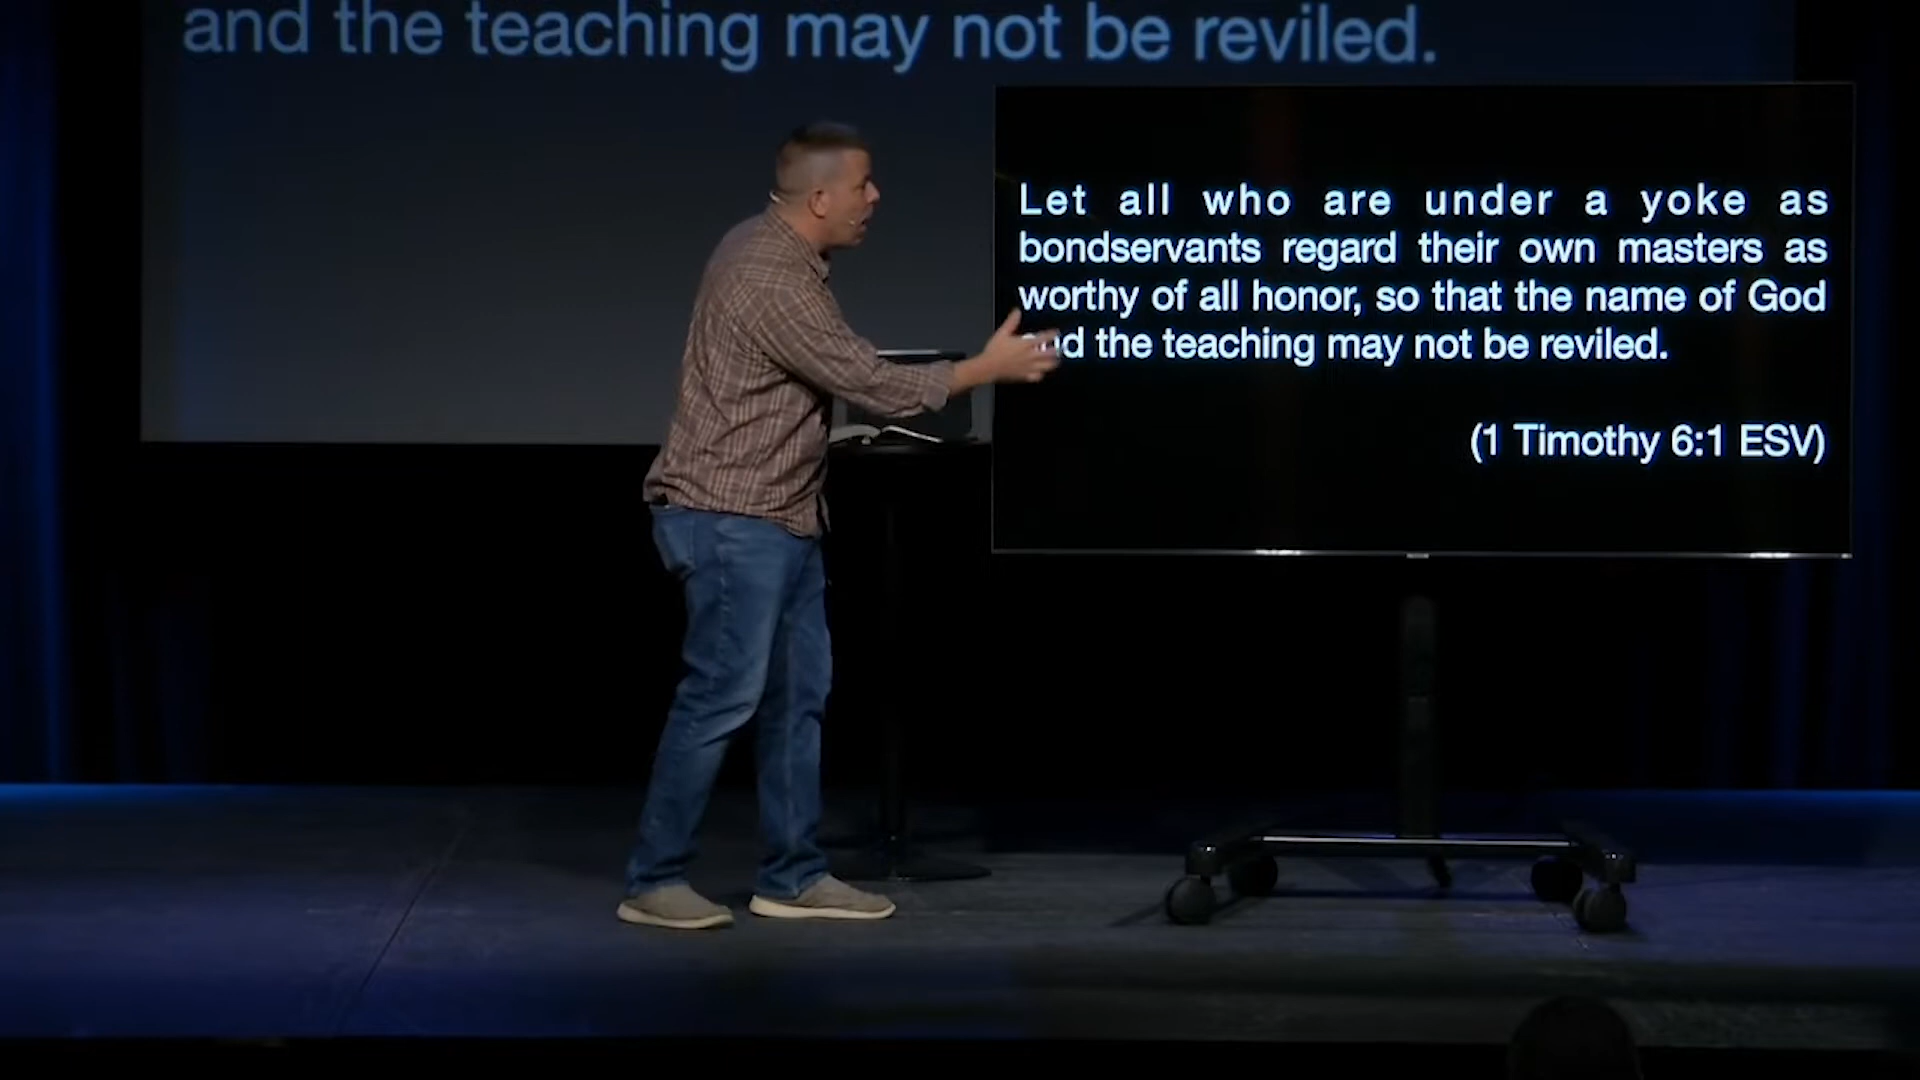 and the teaching may not be reviled.
Let all who are under a yoke as
bondservants regard their own masters as
worthy of all honor, so that the name of God
and the teaching may not be reviled.
(1 Timothy 6:1 ESV)